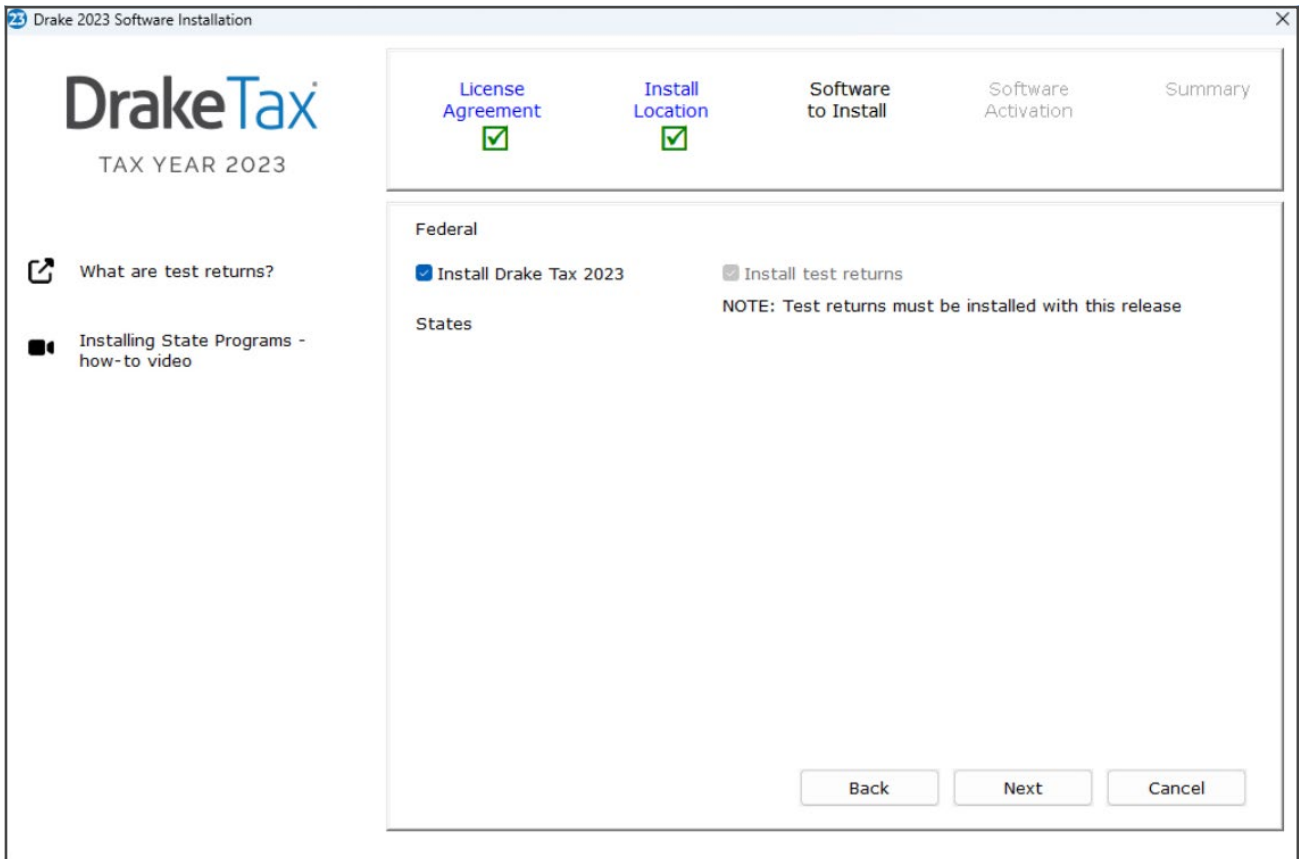 23 Drake 2023 Software Installation
DrakeTax
TAX YEAR 2023
What are test returns?
Installing State Programs -
how-to video
License
Agreement
Install
Location
Software
to Install
Software
Activation
Summary
Federal
Install Drake Tax 2023
Install test returns
NOTE: Test returns must be installed with this release
States
Back
Next
Cancel